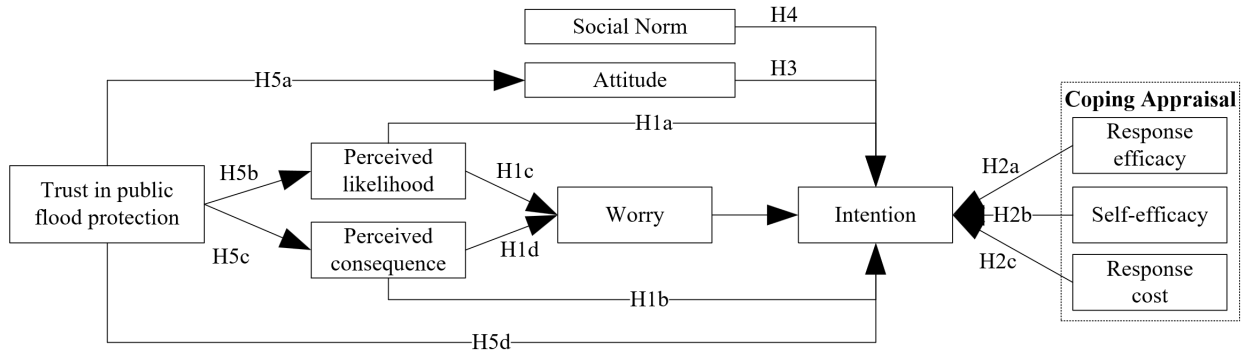 Social Norm
H4
Attitude
H3
H5a
H1a
Coping Appraisal
Response
efficacy
Trust in public
flood protection
H5b
H5c
Perceived
likelihood
Perceived
consequence
H1c
H1d
Worry
Intention
H2a
H2b
H2c
Self-efficacy
Response
cost
H1b
H5d